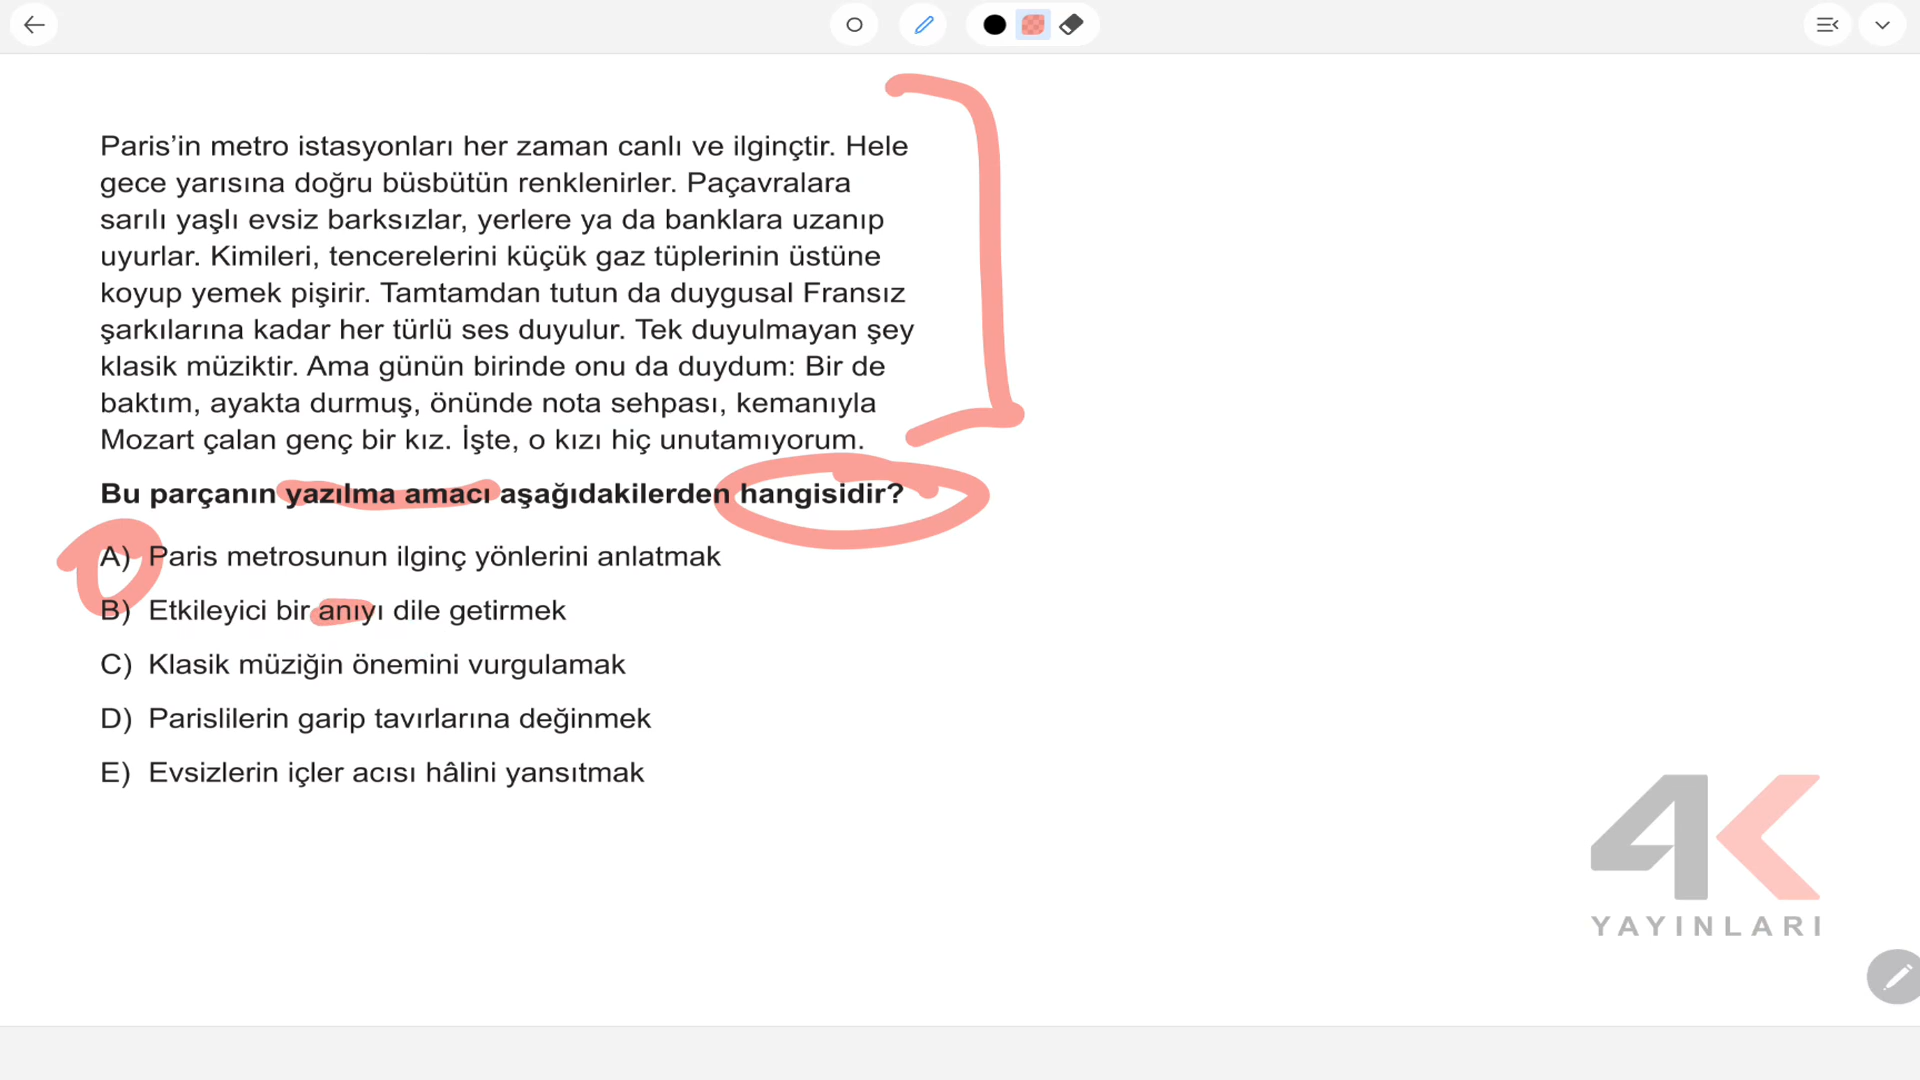 Paris’in metro istasyonları her zaman canlı ve ilginçtir. Hele
gece yarısına doğru büsbütün renklenirler. Paçavralara
sarılı yaşlı evsiz barksızlar, yerlere ya da banklara uzanıp
uyurlar. Kimileri, tencerelerini küçük gaz tüplerinin üstüne
koyup yemek pişirir. Tamtamdan tutun da duygusal Fransız
şarkılarına kadar her türlü ses duyulur. Tek duyulmayan şey
klasik müziktir. Ama günün birinde onu da duydum: Bir de
baktım, ayakta durmuş, önünde nota sehpası, kemanıyla
Mozart çalan genç bir kız. İşte, o kızı hiç unutamıyorum.
Bu parçanın yazılma amacı aşağıdakilerden hangisidir?
A) Paris metrosunun ilginç yönlerini anlatmak
B) Etkileyici bir anıyı dile getirmek
C) Klasik müziğin önemini vurgulamak
D) Parislilerin garip tavırlarına değinmek
E) Evsizlerin içler acısı hâlini yansıtmak
4K
YAYINLARI